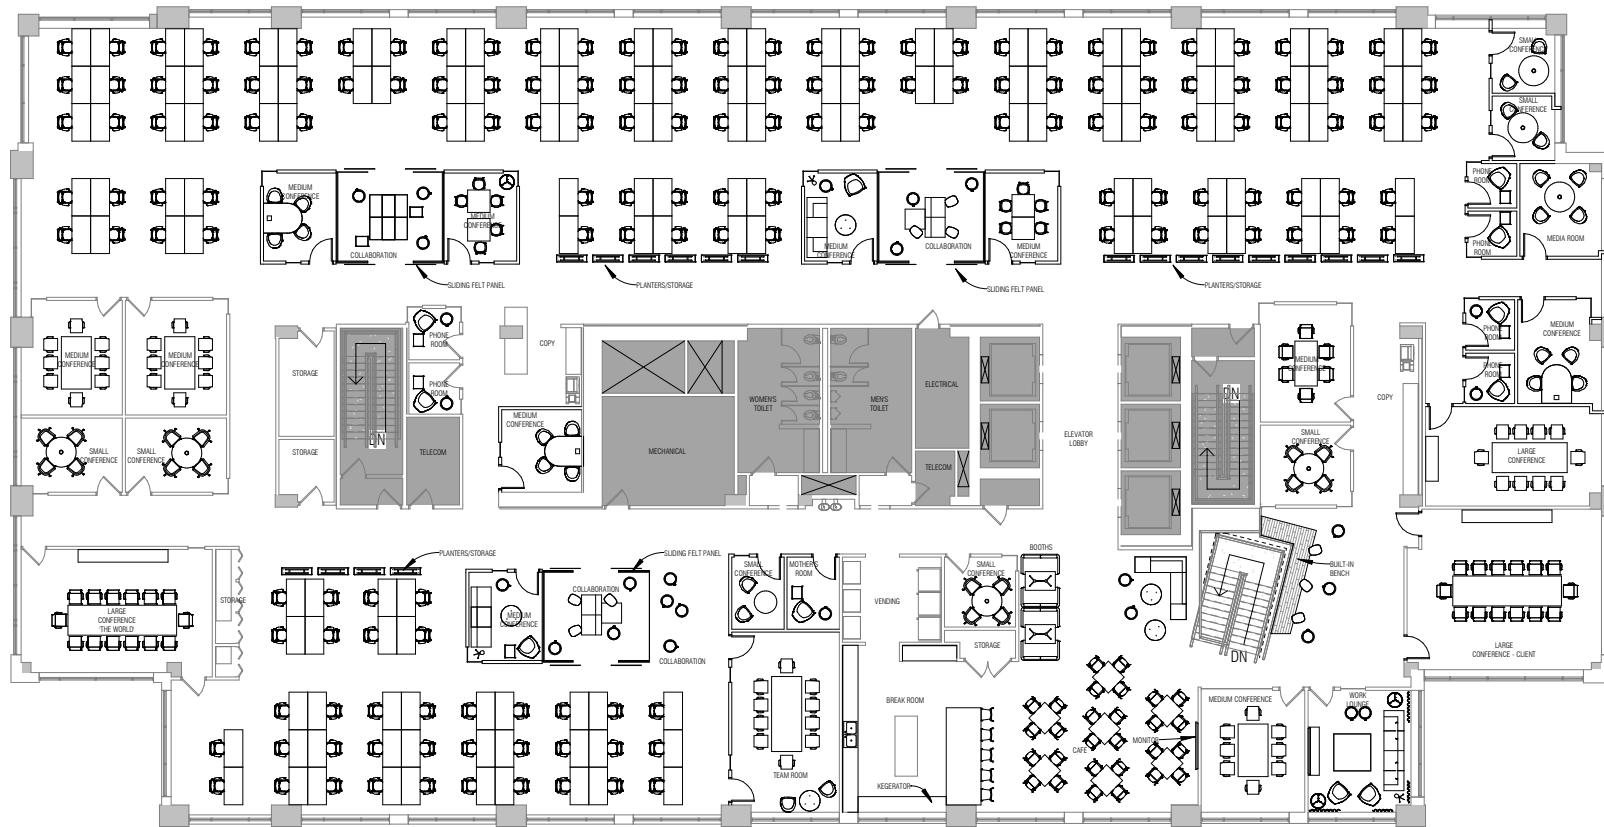 SMALL
CONFERENCE
SMALL
CONFERENCE
MEDIUM
CONFERENCE
COLLABORATION
MEDIUM
CONFERENCE
SLIDING FELT PANEL
PLANTERS/STORAGE
MEDIUM
CONFERENCE
COLLABORATION
MEDIUM
CONFERENCE
SLIDING FELT PANEL
PLANTERS/STORAGE
PHONE
ROOM
PHONE
ROOM
MEDIA ROOM
MEDIUM
CONFERENCE
MEDIUM
CONFERENCE
SMALL
CONFERENCE
SMALL
CONFERENCE
STORAGE
STORAGE
DN
PHONE
ROOM
PHONE
ROOM
TELECOM
COPY
MEDIUM
CONFERENCE
MECHANICAL
WOMEN'S
TOILET
MEN'S
TOILET
ELECTRICAL
TELECOM
ELEVATOR
LOBBY
DN
MEDIUM
CONFERENCE
SMALL
CONFERENCE
COPY
PHONE
ROOM
PHONE
ROOM
MEDIUM
CONFERENCE
LARGE
CONFERENCE
LARGE
CONFERENCE
'THE WORLD'
STORAGE
PLANTERS/STORAGE
SLIDING FELT PANEL
MEDIUM
CONFERENCE
COLLABORATION
COLLABORATION
SMALL
CONFERENCE
MOTHER'S
ROOM
VENDING
SMALL
CONFERENCE
STORAGE
BOOTHS
BUILT-IN
BENCH
DN
LARGE
CONFERENCE - CLIENT
TEAM ROOM
BREAK ROOM
KEGERATOR
CAFE
MONITOR
MEDIUM CONFERENCE
WORK
LOUNGE